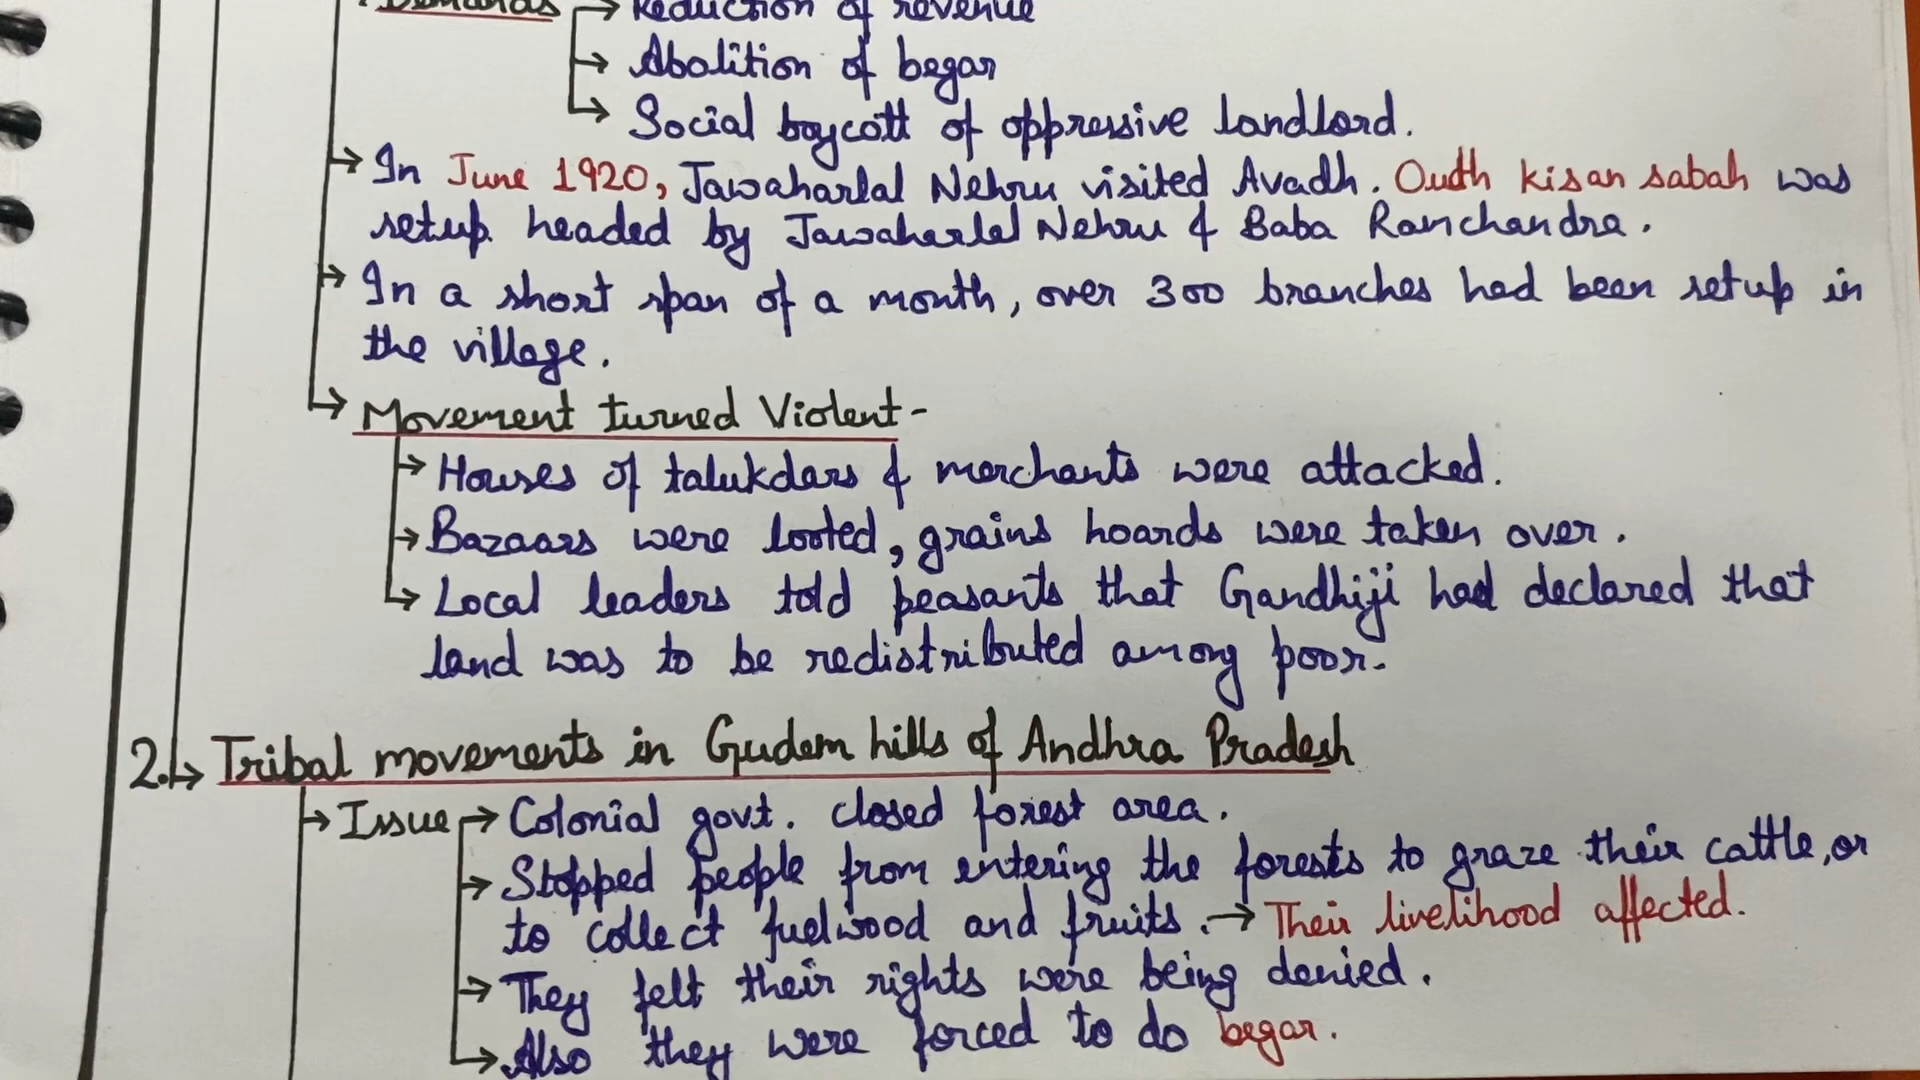 Demands → Reduction of revenue
→ Abolition of begar
→ Social boycott of oppressive landlord.
→ In June 1920, Jawaharlal Nehru visited Avadh. Oudh kisan sabah was
setup headed by Jawaharlal Nehru & Baba Ramchandra.
→ In a short span of a month, over 300 branches had been setup in
the village.
→ Movement turned Violent-
→ Houses of talukdars & merchants were attacked.
→ Bazaars were looted, grains hoards were taken over.
→ Local leaders told peasants that Gandhiji had declared that
land was to be redistributed among poor.
2. → Tribal movements in Gudem hills of Andhra Pradesh
→ Issue → Colonial govt. closed forest area.
→ Stopped people from entering the forests to graze their cattle, or
to collect fuelwood and fruits. → Their livelihood affected.
→ They felt their rights were being denied.
→ Also they were forced to do begar.